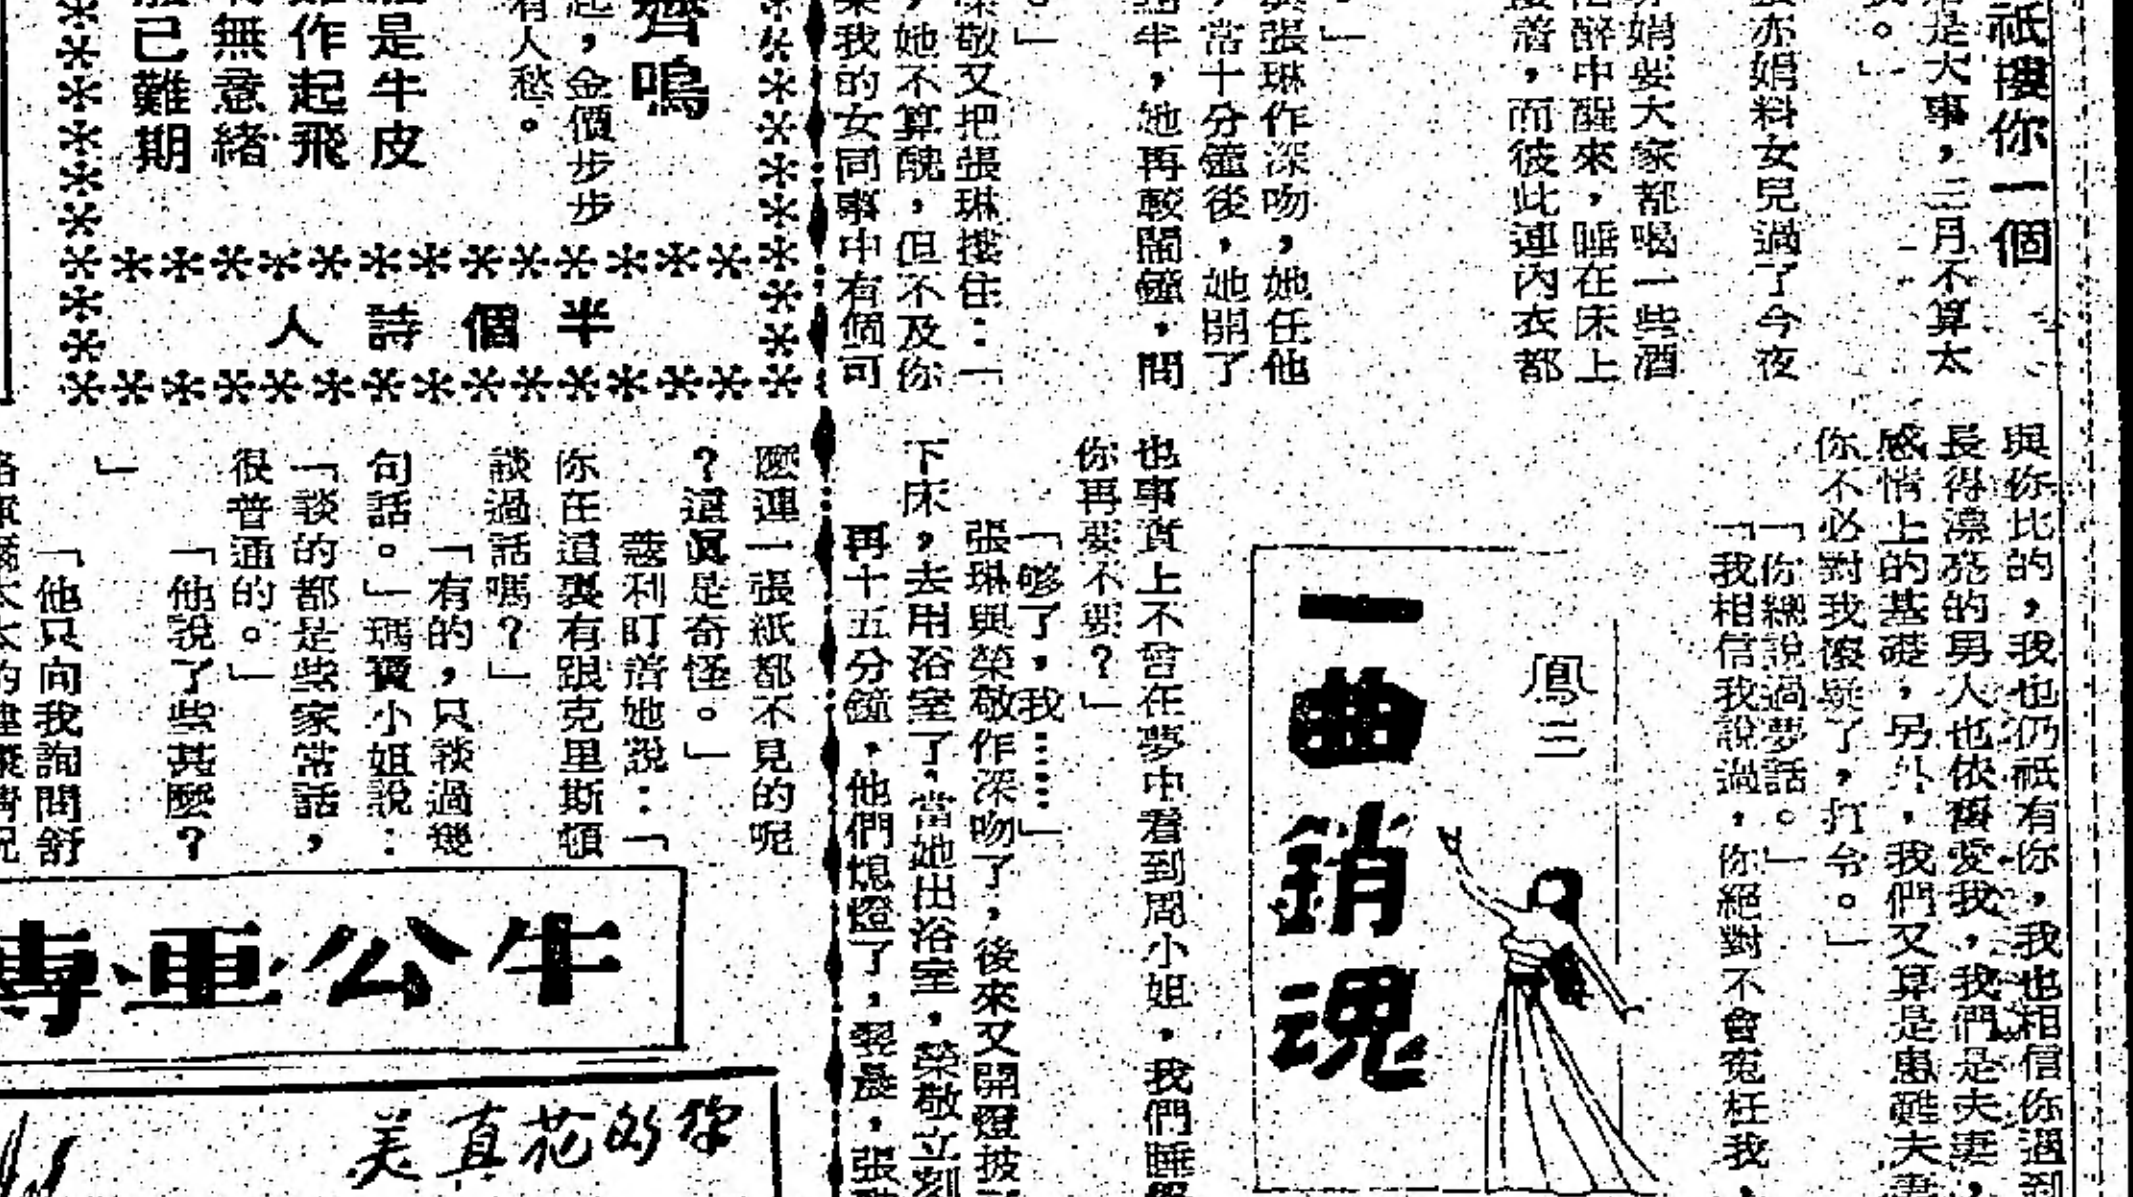 祇摟你一個
是大事，三月不算太
。」
亦娟料女兒過了今夜
娟要大家都喝一些酒
醉中醒來，睡在床上
着，而彼此連內衣都
」
張琳作深吻，她任他
，當十分鐘後，她開了
半，她再較鬧鐘，問
。」
敬又把張琳摟住：「
，她不算醜，但不及你
我的女同事中有個可
與你比的，我也仍祇有你，我也相信你遇到
長得漂亮的男人也依舊愛我，我們是夫妻，
感情上的基礎，另外，我們又算是患難夫妻
你不必對我懷疑了，打令。」
「你總說過夢話。」
「我相信我說過，你絕對不會冤枉我，
一曲銷魂
鳳三
也事實上不曾在夢中看到周小姐，我們睡
你再要不要？」
「够了，我……」
張琳與榮敬作深吻了，後來又開燈披
下床，去用浴室了，當她出浴室，榮敬立刻
再十五分鐘，他們熄燈了，翌晨，張
齊鳴
起，金價步步
有人愁。
是牛皮
作起飛
無意緒
已難期
半個詩人
麼連一張紙都不見的呢
？這眞是奇怪。」
利盯着她說：「
你在這裏有跟克里斯頓
談過話嗎？」
「有的，只談過幾
句話。」瑪寶小姐說：
「談的都是些家常話，
很普通的。」
「他說了些甚麼？
」
「他只向我詢問舒
牛公重專
你的花真美